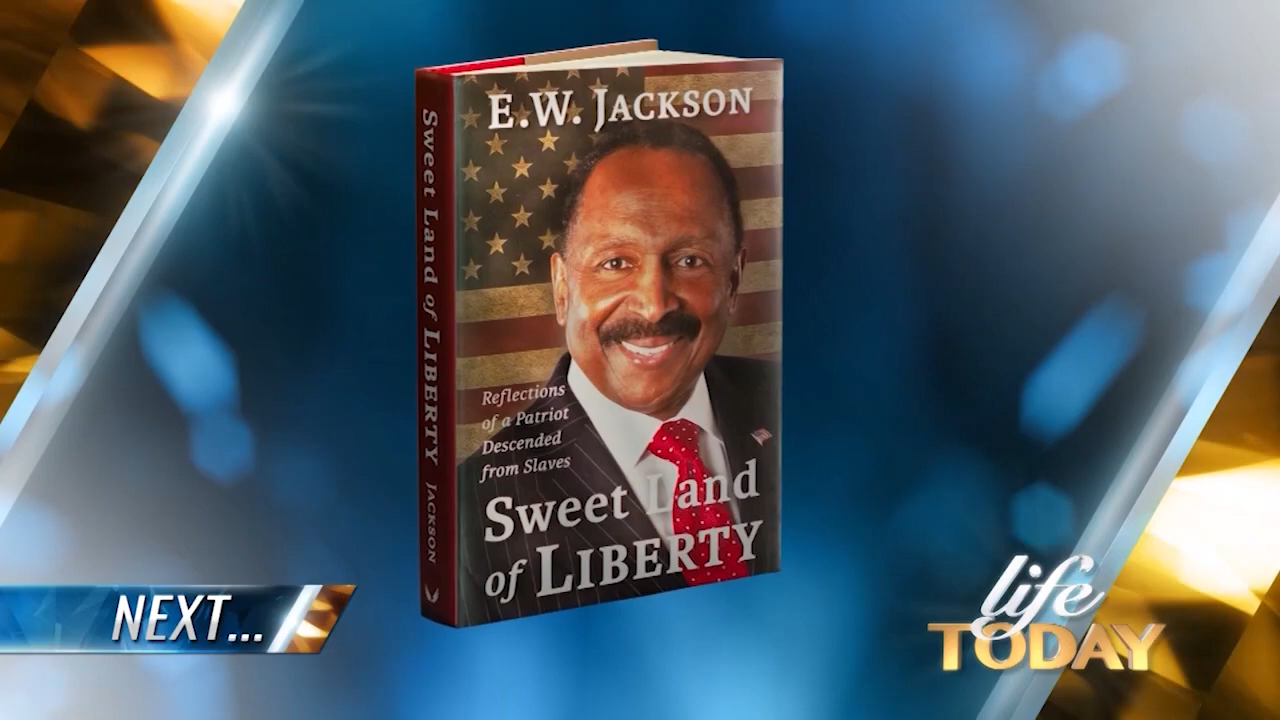 E.W. JACKSON
Sweet Land of LIBERTY JACKSON
Reflections
of a Patriot
Descended
from Slaves
Sweet Land
of LIBERTY
NEXT...
life
TODAY